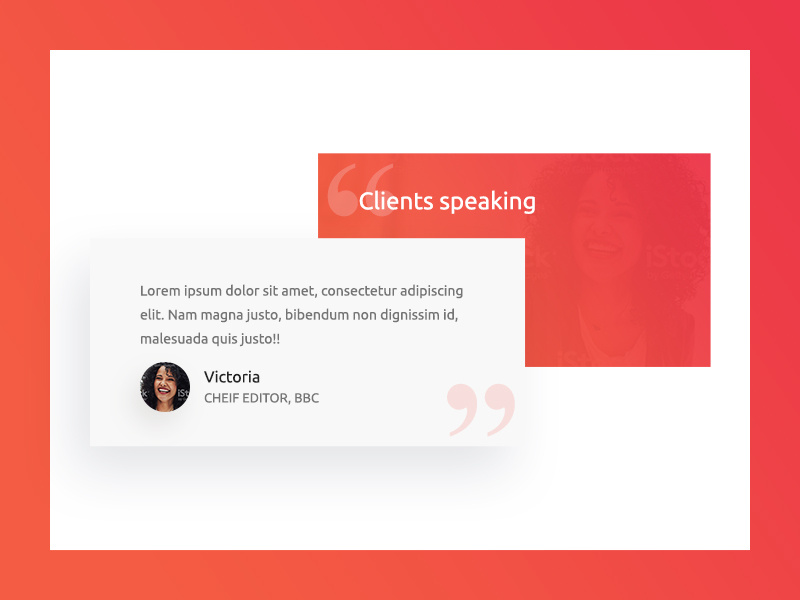 “
Clients speaking
Lorem ipsum dolor sit amet, consectetur adipiscing
elit. Nam magna justo, bibendum non dignissim id,
malesuada quis justo!!
Victoria
CHEIF EDITOR, BBC
”